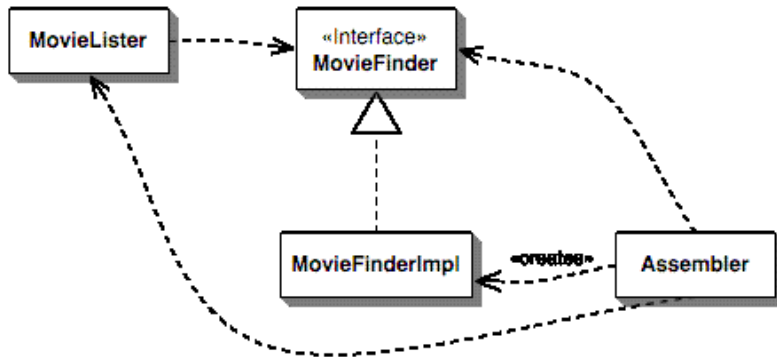 MovieLister
«Interface»
MovieFinder
MovieFinderImpl
«creates»
Assembler